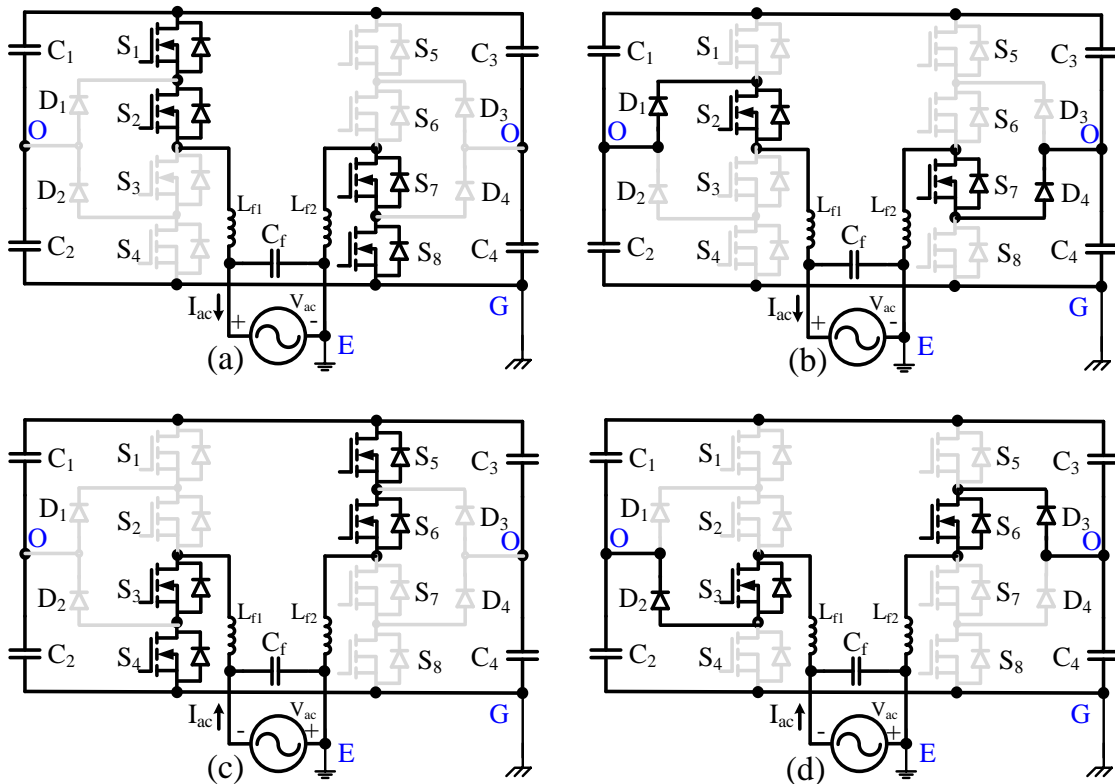 C1 S1 S5 C3
D1 S2 S6 D3
O O
D2 S3 S7 D4
Lf1 Lf2
C2 S4 Cf S8 C4
Iac + Vac - G
(a) E
C1 S1 S5 C3
D1 S2 S6 D3
O O
D2 S3 S7 D4
Lf1 Lf2
C2 S4 Cf S8 C4
Iac + Vac - G
(b) E
C1 S1 S5 C3
D1 S2 S6 D3
O O
D2 S3 S7 D4
Lf1 Lf2
C2 S4 Cf S8 C4
Iac - Vac + G
(c) E
C1 S1 S5 C3
D1 S2 S6 D3
O O
D2 S3 S7 D4
Lf1 Lf2
C2 S4 Cf S8 C4
Iac - Vac + G
(d) E